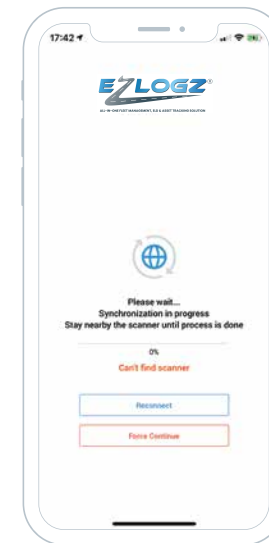 17:42
EZLOGZ®
ALL-IN-ONE FLEET MANAGEMENT, ELD & ASSET TRACKING SOLUTION
Please wait...
Synchronization in progress
Stay nearby the scanner until process is done
0%
Can't find scanner
Reconnect
Force Continue